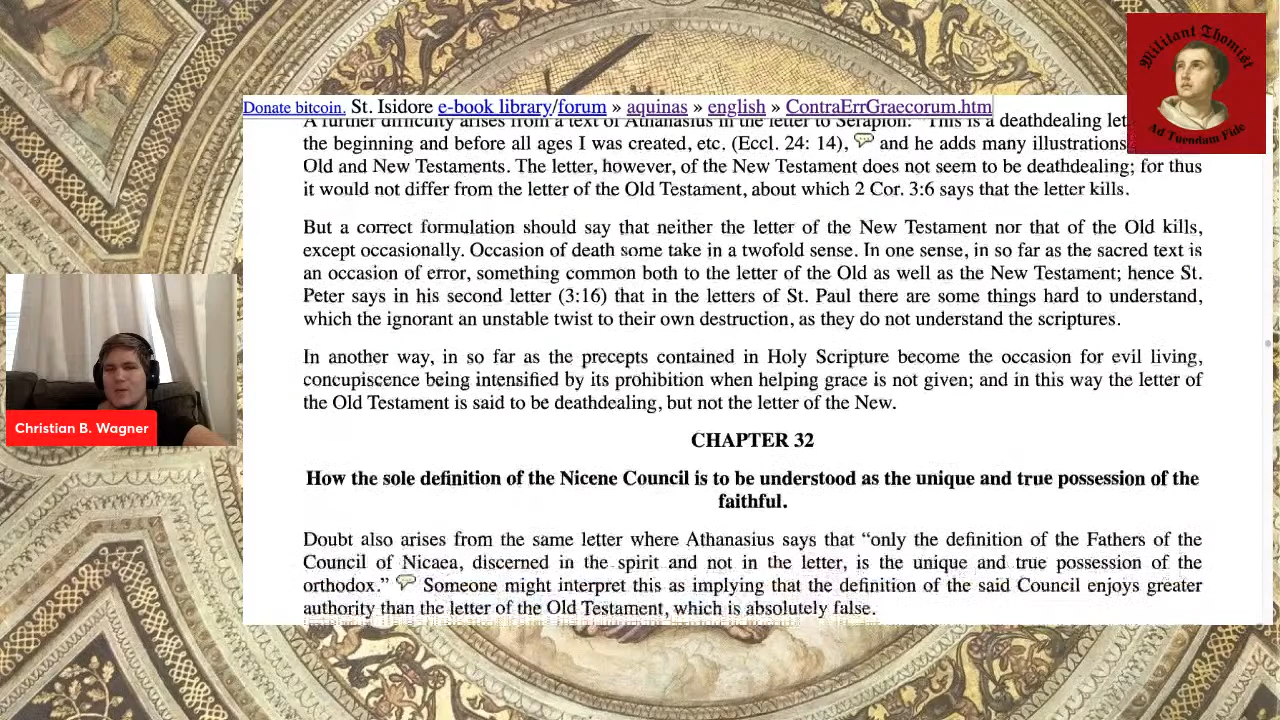 Militant Thomist
Ad Tuendam Fide
Donate bitcoin. St. Isidore e-book library/forum » aquinas » english » ContraErrGraecorum.htm
A further difficulty arises from a text of Athanasius in the letter to Serapion: "This is a deathdealing let
the beginning and before all ages I was created, etc. (Eccl. 24: 14), and he adds many illustrations
Old and New Testaments. The letter, however, of the New Testament does not seem to be deathdealing; for thus
it would not differ from the letter of the Old Testament, about which 2 Cor. 3:6 says that the letter kills.
But a correct formulation should say that neither the letter of the New Testament nor that of the Old kills,
except occasionally. Occasion of death some take in a twofold sense. In one sense, in so far as the sacred text is
an occasion of error, something common both to the letter of the Old as well as the New Testament; hence St.
Peter says in his second letter (3:16) that in the letters of St. Paul there are some things hard to understand,
which the ignorant an unstable twist to their own destruction, as they do not understand the scriptures.
In another way, in so far as the precepts contained in Holy Scripture become the occasion for evil living,
concupiscence being intensified by its prohibition when helping grace is not given; and in this way the letter of
the Old Testament is said to be deathdealing, but not the letter of the New.
Christian B. Wagner
CHAPTER 32
How the sole definition of the Nicene Council is to be understood as the unique and true possession of the
faithful.
Doubt also arises from the same letter where Athanasius says that “only the definition of the Fathers of the
Council of Nicaea, discerned in the spirit and not in the letter, is the unique and true possession of the
orthodox.” Someone might interpret this as implying that the definition of the said Council enjoys greater
authority than the letter of the Old Testament, which is absolutely false.